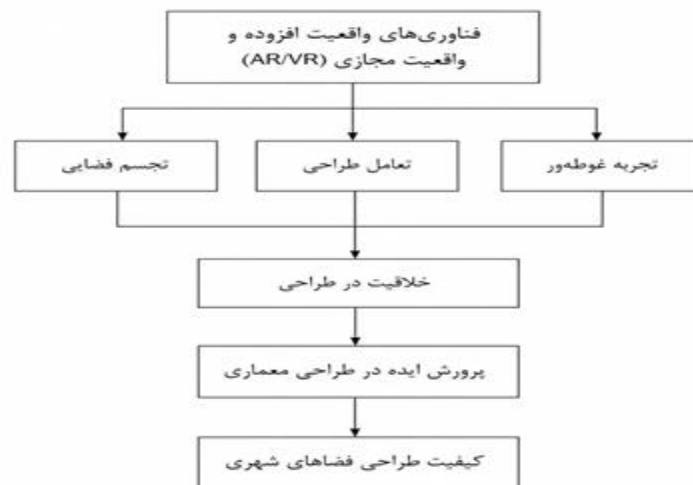 فناوری‌های واقعیت افزوده و
واقعیت مجازی (AR/VR)
تجربه غوطه‌ور
تعامل طراحی
تجسم فضایی
خلاقیت در طراحی
پرورش ایده در طراحی معماری
کیفیت طراحی فضاهای شهری